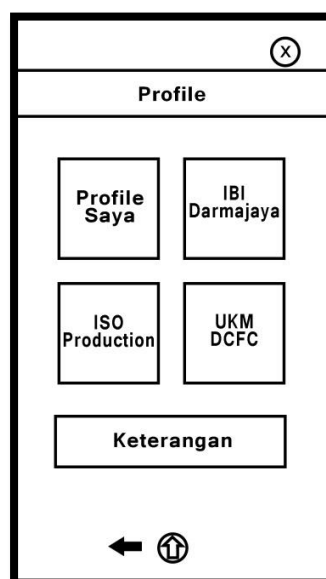 X
Profile
Profile
Saya
IBI
Darmajaya
ISO
Production
UKM
DCFC
Keterangan